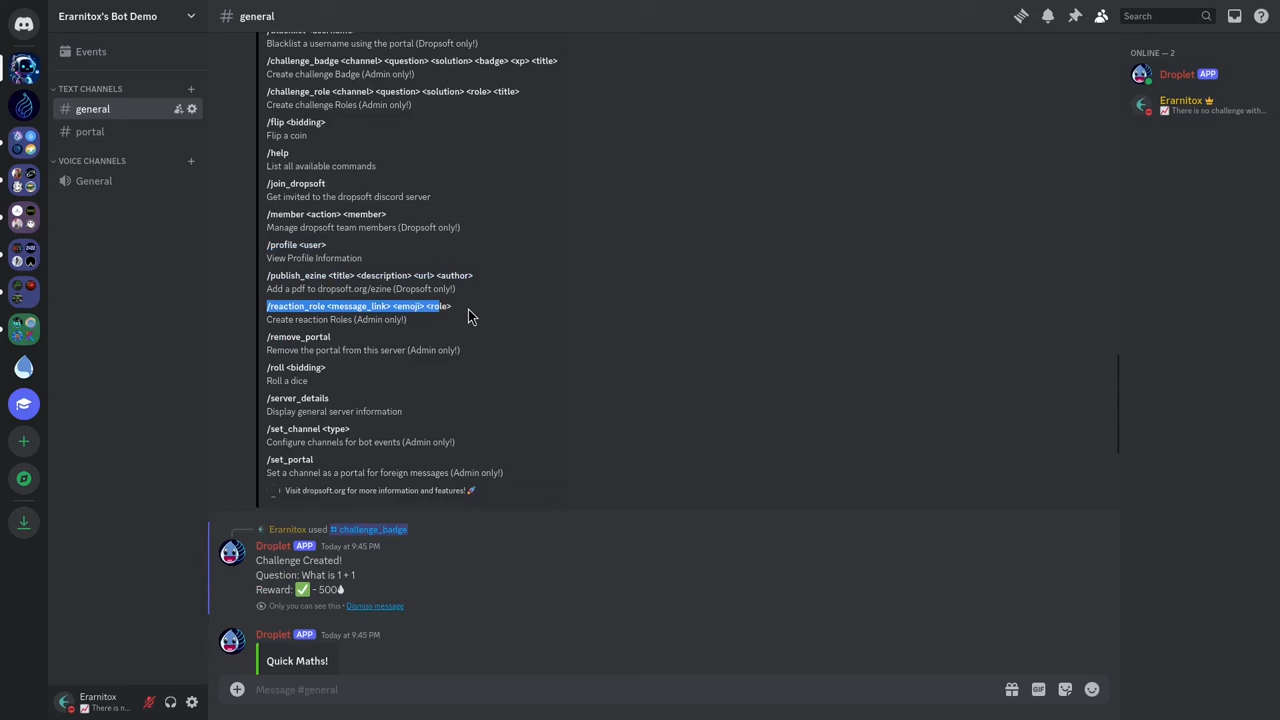 Erarnitox's Bot Demo
general
Search
Events
TEXT CHANNELS
general
portal
VOICE CHANNELS
General
Blacklist a username using the portal (Dropsoft only!)
/challenge_badge <channel> <question> <solution> <badge> <xp> <title>
Create challenge Badge (Admin only!)
/challenge_role <channel> <question> <solution> <role> <title>
Create challenge Roles (Admin only!)
/flip <bidding>
Flip a coin
/help
List all available commands
/join_dropsoft
Get invited to the dropsoft discord server
/member <action> <member>
Manage dropsoft team members (Dropsoft only!)
/profile <user>
View Profile Information
/publish_ezine <title> <description> <url> <author>
Add a pdf to dropsoft.org/ezine (Dropsoft only!)
/reaction_role <message_link> <emoji> <role>
Create reaction Roles (Admin only!)
/remove_portal
Remove the portal from this server (Admin only!)
/roll <bidding>
Roll a dice
/server_details
Display general server information
/set_channel <type>
Configure channels for bot events (Admin only!)
/set_portal
Set a channel as a portal for foreign messages (Admin only!)
Visit dropsoft.org for more information and features! 🚀
Erarnitox used challenge_badge
Droplet APP Today at 9:45 PM
Challenge Created!
Question: What is 1 + 1
Reward: ✅ - 500💧
Only you can see this • Dismiss message
Droplet APP Today at 9:45 PM
Quick Maths!
Message #general
GIF
ONLINE — 2
Droplet APP
Erarnitox
There is no challenge with...
Erarnitox
There is n...